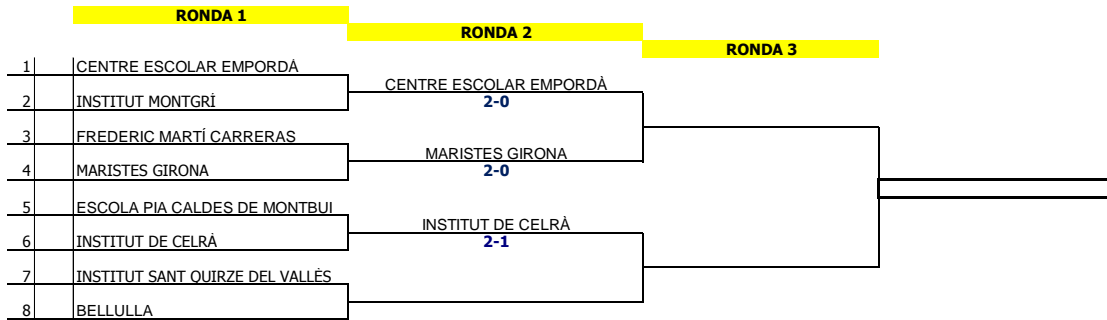 RONDA 1
RONDA 2
RONDA 3
1 CENTRE ESCOLAR EMPORDÀ
CENTRE ESCOLAR EMPORDÀ
2 INSTITUT MONTGRÍ
2-0
3 FREDERIC MARTÍ CARRERAS
MARISTES GIRONA
4 MARISTES GIRONA
2-0
5 ESCOLA PIA CALDES DE MONTBUI
INSTITUT DE CELRÀ
6 INSTITUT DE CELRÀ
2-1
7 INSTITUT SANT QUIRZE DEL VALLÈS
8 BELLULLA